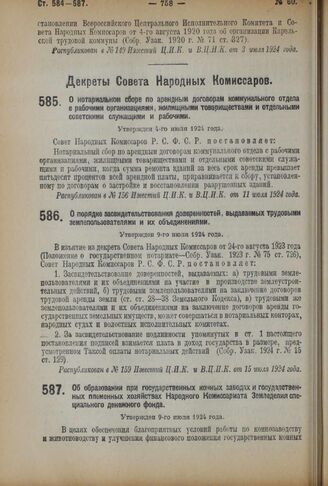 Ст. 584—587. — 758 — № 60.
становлении Всероссийского Центрального Исполнительного Комитета и Со-
вета Народных Комиссаров от 4-го августа 1920 года об организации Карель-
ской трудовой коммуны (Собр. Узак. 1920 г. № 71 ст. 327).
Распубликован в № 149 Известий Ц.И.К. и В.Ц.И.К. от 3 июля 1924 года.
Декреты Совета Народных Комиссаров.
585. О нотариальном сборе по арендным договорам коммунального отдела
с рабочими организациями, жилищными товариществами и отдельными
советскими служащими и рабочими.
Утвержден 4-го июля 1924 года.
Совет Народных Комиссаров Р. С. Ф. С. Р. постановляет:
Нотариальный сбор по арендным договорам коммунального отдела с рабочими
организациями, жилищными товариществами и отдельными советскими служащими
и рабочими, когда сумма ремонта здания за весь срок аренды превышает
пятьдесят процентов всей арендной платы, приравнивается к сбору, установлен-
ному по договорам о застройке и восстановлении разрушенных зданий.
Распубликован в № 156 Известий Ц.И.К. и В.Ц.И.К. от 11 июля 1924 года.
586. О порядке засвидетельствования доверенностей, выдаваемых трудовыми
землепользователями и их объединениями.
Утвержден 9-го июля 1924 года.
В изъятие из декрета Совета Народных Комиссаров от 24-го августа 1923 года
(Положение о государственном нотариате—Собр. Узак. 1923 г. № 75 ст. 726),
Совет Народных Комиссаров Р. С. Ф. С. Р. постановляет:
1. Засвидетельствование доверенностей, выдаваемых: а) трудовыми земле-
пользователями и их объединениями на участие в производстве землеустрои-
тельных действий, б) трудовыми землепользователями на заключение договоров
трудовой аренды земли (ст. ст. 28—38 Земельного Кодекса), в) трудовыми зе-
млепользователями и их объединениями на заключение договоров аренды го-
сударственных земельных имуществ, может совершаться в нотариальных конторах,
народных судах и волостных исполнительных комитетах.
2. За засвидетельствование подлинности упомянутых в ст. 1 настоящего
постановления подписей взимается плата в доход государства в размере, пред-
усмотренном Таксой оплаты нотариальных действий (Собр. Узак. 1924 г. № 15
ст. 129).
Распубликован в № 159 Известий Ц.И.К. и В.Ц.И.К. от 15 июля 1924 года.
587. Об образовании при государственных конных заводах и государствен-
ных племенных хозяйствах Народного Комиссариата Земледелия спе-
циального денежного фонда.
Утвержден 9-го июля 1924 года.
В целях обеспечения благоприятных условий работы по коннозаводству
и животноводству и улучшения финансового положения государственных конных